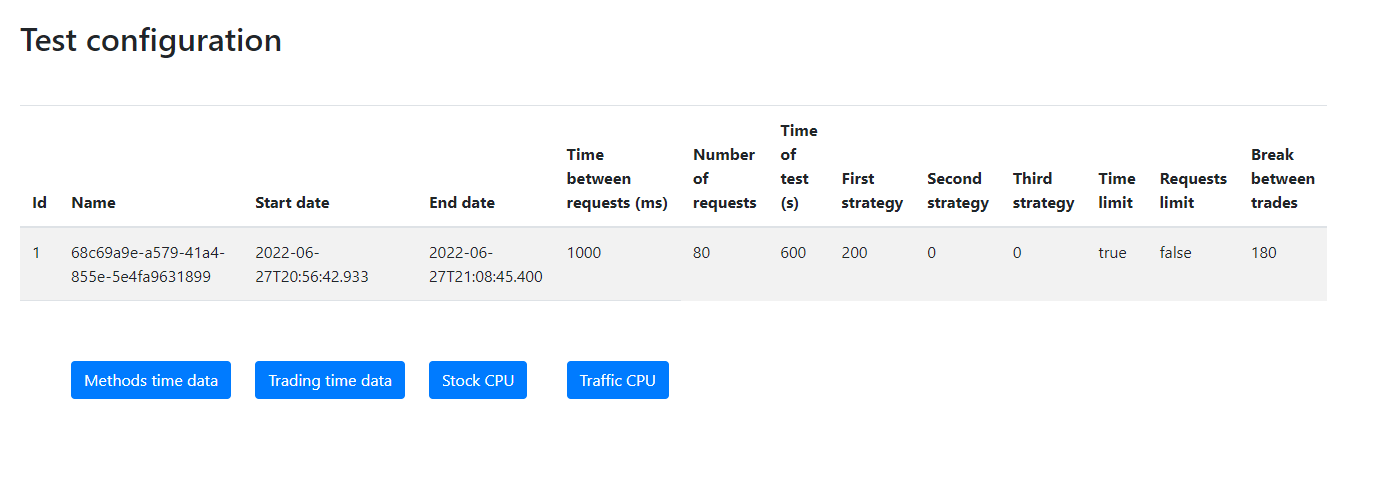 Test configuration
Time
Time Number of Break
between of test First Second Third Time Requests between
Id Name Start date End date requests (ms) requests (s) strategy strategy strategy limit limit trades
1 68c69a9e-a579-41a4- 2022-06- 2022-06- 1000 80 600 200 0 0 true false 180
855e-5e4fa9631899 27T20:56:42.933 27T21:08:45.400
Methods time data Trading time data Stock CPU Traffic CPU